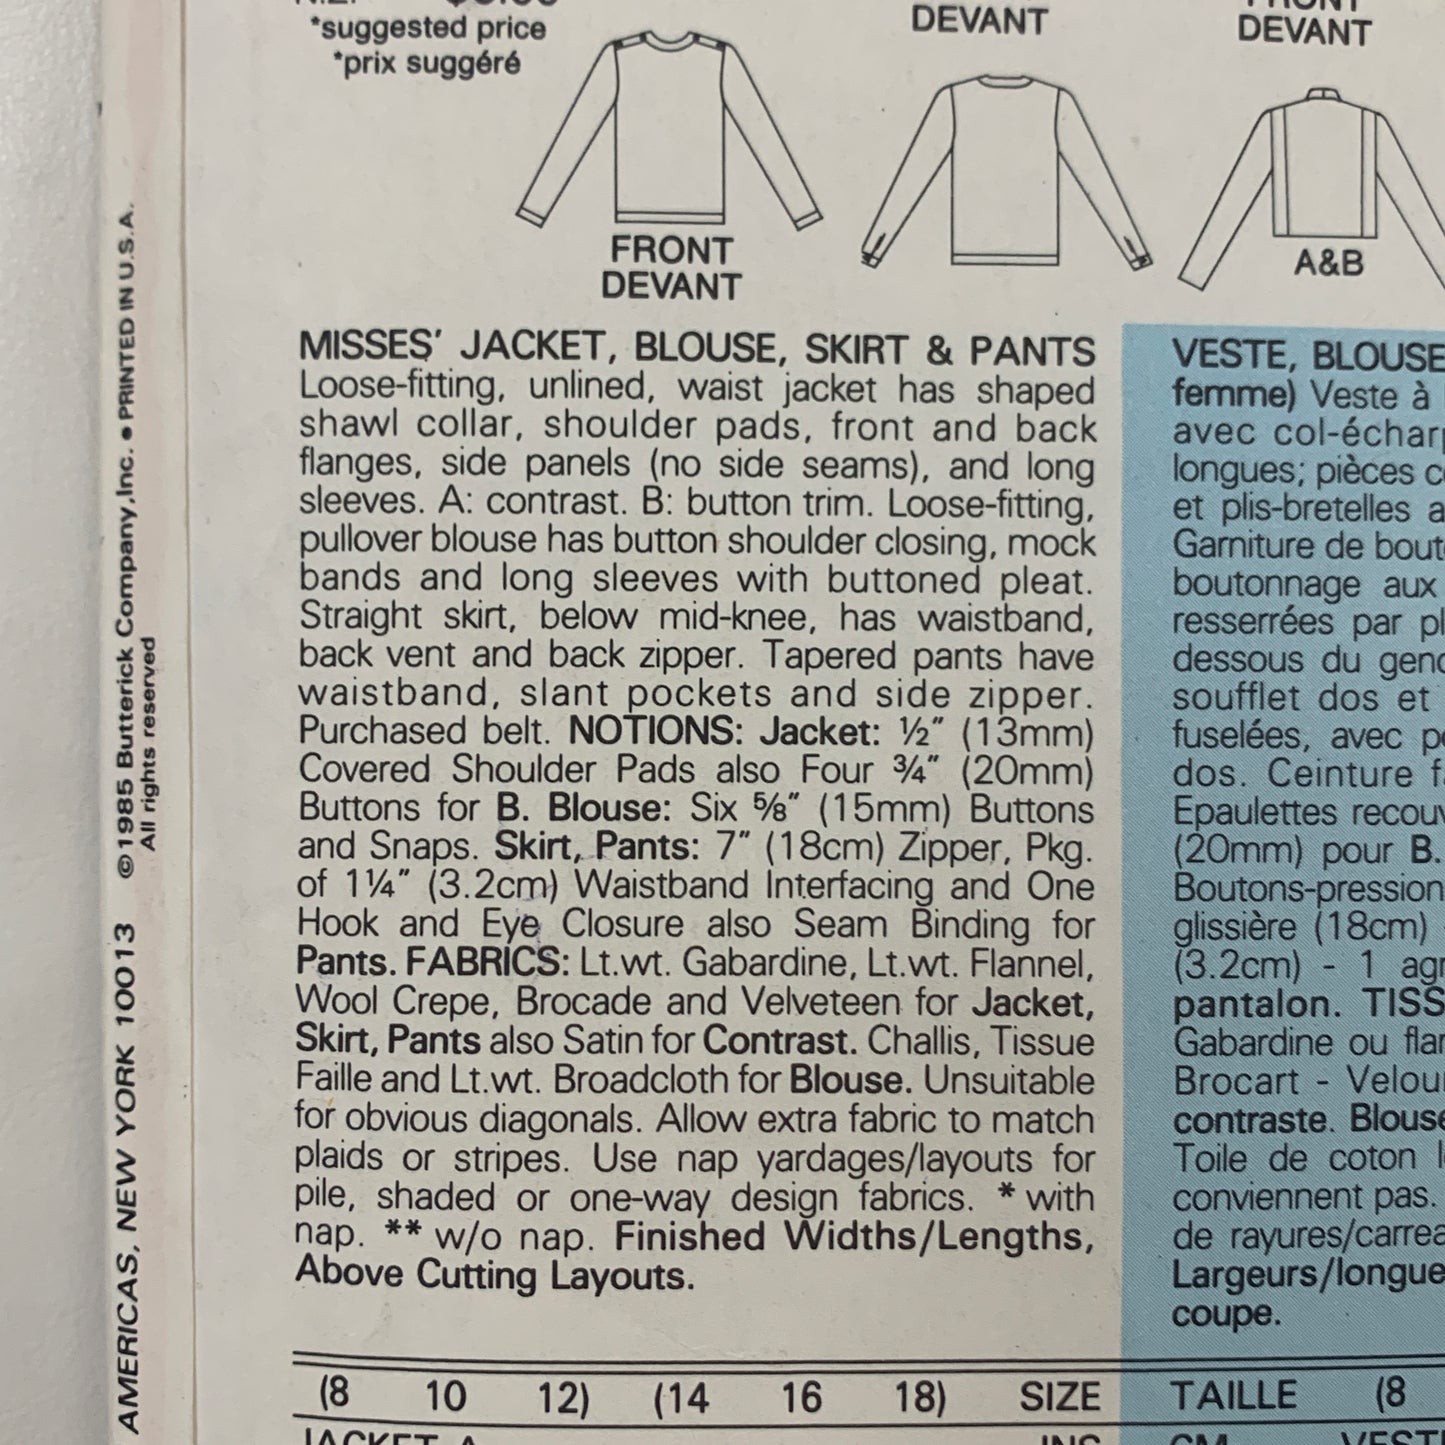 *suggested price
*prix suggéré
DEVANT
DEVANT
FRONT
DEVANT
A&B
MISSES' JACKET, BLOUSE, SKIRT & PANTS
Loose-fitting, unlined, waist jacket has shaped
shawl collar, shoulder pads, front and back
flanges, side panels (no side seams), and long
sleeves. A: contrast. B: button trim. Loose-fitting,
pullover blouse has button shoulder closing, mock
bands and long sleeves with buttoned pleat.
Straight skirt, below mid-knee, has waistband,
back vent and back zipper. Tapered pants have
waistband, slant pockets and side zipper.
Purchased belt. NOTIONS: Jacket: ½" (13mm)
Covered Shoulder Pads also Four ¾" (20mm)
Buttons for B. Blouse: Six ⅝" (15mm) Buttons
and Snaps. Skirt, Pants: 7" (18cm) Zipper, Pkg.
of 1¼" (3.2cm) Waistband Interfacing and One
Hook and Eye Closure also Seam Binding for
Pants. FABRICS: Lt.wt. Gabardine, Lt.wt. Flannel,
Wool Crepe, Brocade and Velveteen for Jacket,
Skirt, Pants also Satin for Contrast. Challis, Tissue
Faille and Lt.wt. Broadcloth for Blouse. Unsuitable
for obvious diagonals. Allow extra fabric to match
plaids or stripes. Use nap yardages/layouts for
pile, shaded or one-way design fabrics. * with
nap. ** w/o nap. Finished Widths/Lengths,
Above Cutting Layouts.
VESTE, BLOUSE
femme) Veste à
avec
longues; pièces
et plis-bretelles
Garniture de
boutonnage aux
resserrées par
dessous du
soufflet dos et
fuselées, avec
dos. Ceinture
Epaulettes
(20mm) pour B.
Boutons-pression
glissière (18cm)
(3.2cm) - 1
pantalon.
Gabardine ou
Brocart -
contraste. Blouse
Toile de coton
conviennent pas.
de
coupe.
(8 10 12) (14 16 18) SIZE TAILLE (8
JACKET A
AMERICAS, NEW YORK 10013 ©1985 Butterick Company, Inc. ● PRINTED IN U.S.A.
All rights reserved